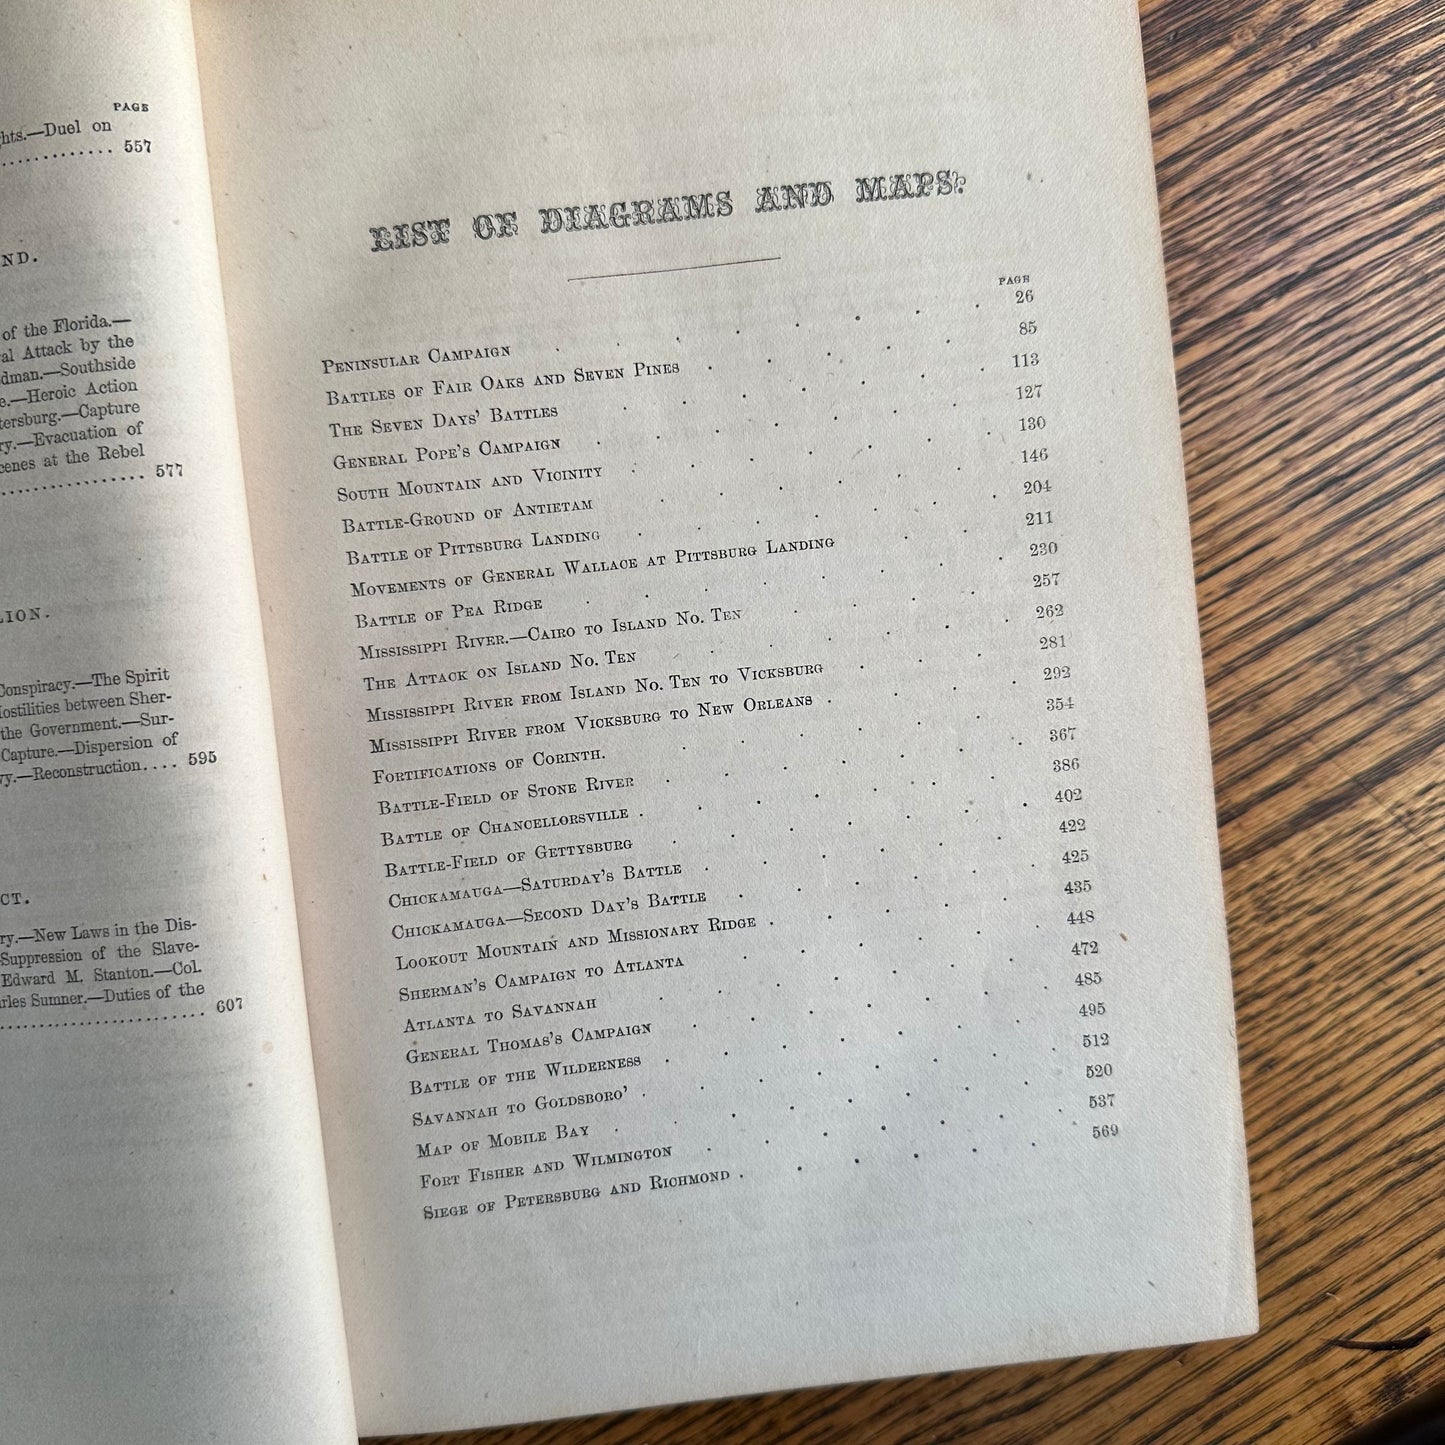 PAGE
hts.—Duel on
557
ND.
of the Florida.—
al Attack by the
dman.—Southside
e.—Heroic Action
tersburg.—Capture
ry.—Evacuation of
cenes at the Rebel
577
LION.
Conspiracy.—The Spirit
Hostilities between Sher-
the Government.—Sur-
Capture.—Dispersion of
vy.—Reconstruction.... 595
CT.
ry.—New Laws in the Dis-
Suppression of the Slave-
Edward M. Stanton.—Col.
arles Sumner.—Duties of the
607
LIST OF DIAGRAMS AND MAPS.
PAGE
PENINSULAR CAMPAIGN 26
BATTLES OF FAIR OAKS AND SEVEN PINES 85
THE SEVEN DAYS' BATTLES 113
GENERAL POPE'S CAMPAIGN 127
SOUTH MOUNTAIN AND VICINITY 130
BATTLE-GROUND OF ANTIETAM 146
BATTLE OF PITTSBURG LANDING 204
MOVEMENTS OF GENERAL WALLACE AT PITTSBURG LANDING 211
BATTLE OF PEA RIDGE 230
MISSISSIPPI RIVER.—CAIRO TO ISLAND NO. TEN 257
THE ATTACK ON ISLAND NO. TEN 262
MISSISSIPPI RIVER FROM ISLAND NO. TEN TO VICKSBURG 281
MISSISSIPPI RIVER FROM VICKSBURG TO NEW ORLEANS 292
FORTIFICATIONS OF CORINTH. 354
BATTLE-FIELD OF STONE RIVER 367
BATTLE OF CHANCELLORSVILLE 386
BATTLE-FIELD OF GETTYSBURG 402
CHICKAMAUGA—SATURDAY'S BATTLE 422
CHICKAMAUGA—SECOND DAY'S BATTLE 425
LOOKOUT MOUNTAIN AND MISSIONARY RIDGE 435
SHERMAN'S CAMPAIGN TO ATLANTA 448
ATLANTA TO SAVANNAH 472
GENERAL THOMAS'S CAMPAIGN 485
BATTLE OF THE WILDERNESS 495
SAVANNAH TO GOLDSBORO' 512
MAP OF MOBILE BAY 520
FORT FISHER AND WILMINGTON 537
SIEGE OF PETERSBURG AND RICHMOND 569